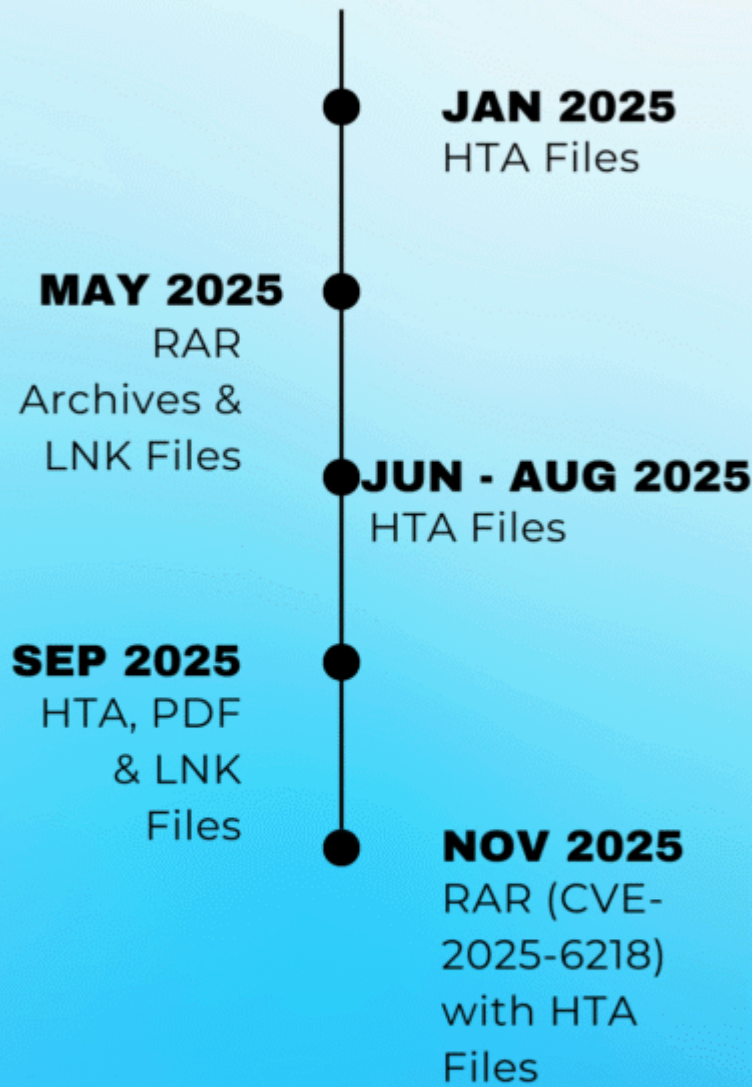 JAN 2025
HTA Files
MAY 2025
RAR
Archives &
LNK Files
JUN - AUG 2025
HTA Files
SEP 2025
HTA, PDF
& LNK
Files
NOV 2025
RAR (CVE-
2025-6218)
with HTA
Files